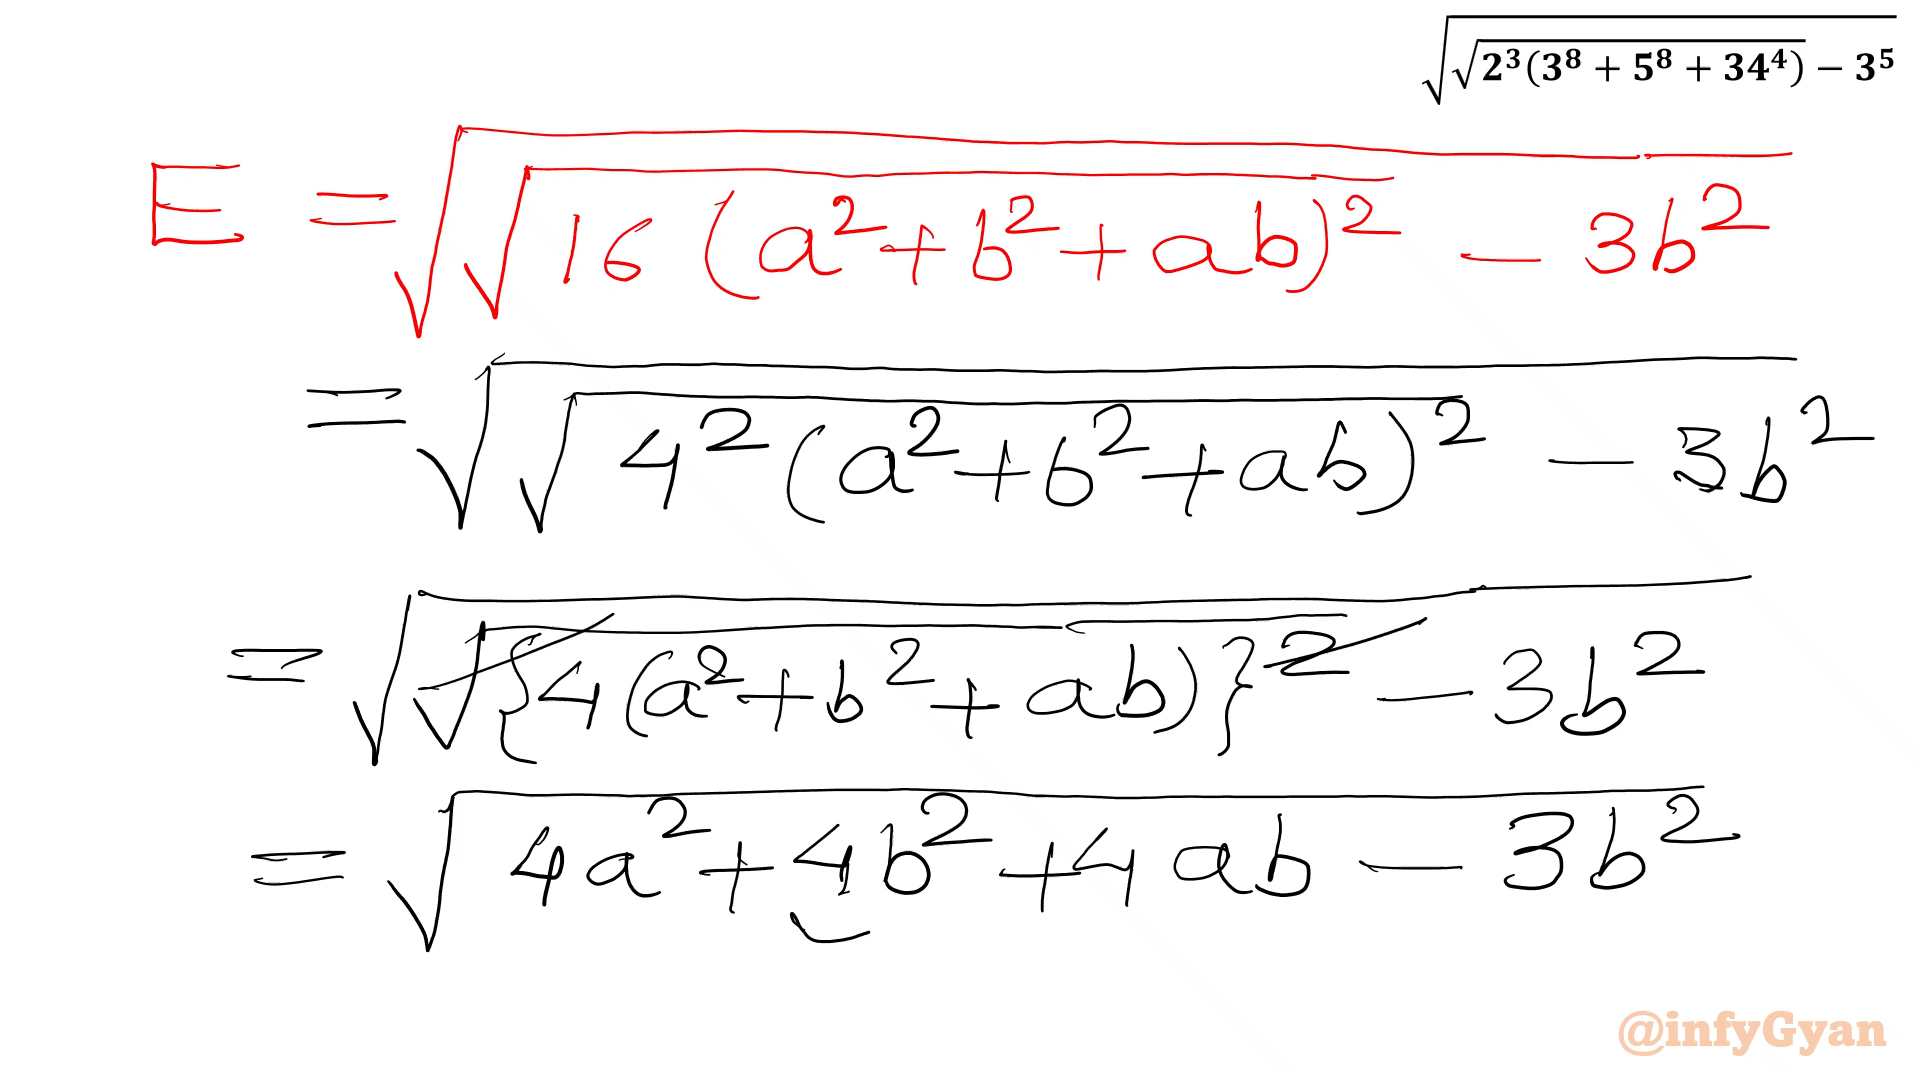 √(√(2³(3⁸ + 5⁸ + 34⁴)) − 3⁵)
E = √(√(16 (a² + b² + ab)²) − 3b²)
= √(√(4² (a² + b² + ab)²) − 3b²)
= √(√({4(a² + b² + ab)}²) − 3b²)
= √(4a² + 4b² + 4ab − 3b²)
@infyGyan